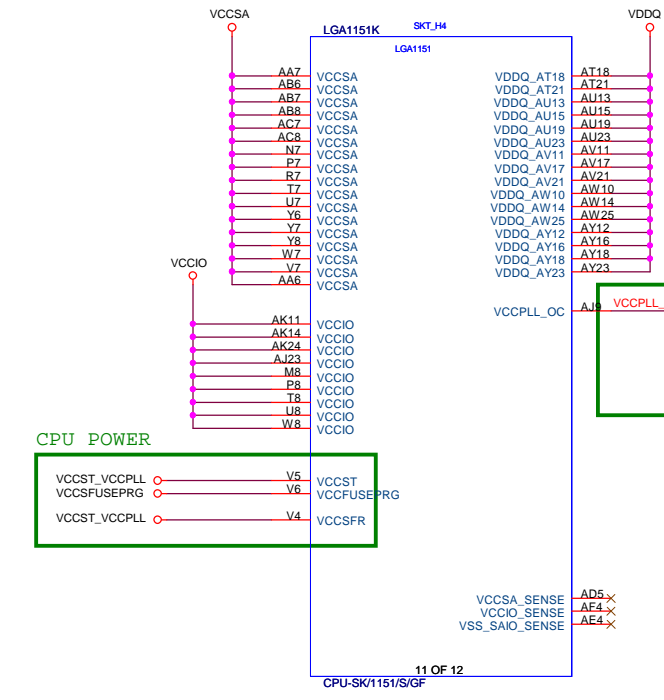 VCCSA
LGA1151K
SKT_H4
VDDQ
LGA1151
AA7 VCCSA VDDQ_AT18 AT18
AB6 VCCSA VDDQ_AT21 AT21
AB7 VCCSA VDDQ_AU13 AU13
AB8 VCCSA VDDQ_AU15 AU15
AC7 VCCSA VDDQ_AU19 AU19
AC8 VCCSA VDDQ_AU23 AU23
N7 VCCSA VDDQ_AV11 AV11
P7 VCCSA VDDQ_AV17 AV17
R7 VCCSA VDDQ_AV21 AV21
T7 VCCSA VDDQ_AW10 AW10
U7 VCCSA VDDQ_AW14 AW14
Y6 VCCSA VDDQ_AW25 AW25
Y7 VCCSA VDDQ_AY12 AY12
Y8 VCCSA VDDQ_AY16 AY16
W7 VCCSA VDDQ_AY18 AY18
V7 VCCSA VDDQ_AY23 AY23
AA6 VCCSA
VCCIO
VCCPLL_OC AJ9 VCCPLL_
AK11 VCCIO
AK14 VCCIO
AK24 VCCIO
AJ23 VCCIO
M8 VCCIO
P8 VCCIO
T8 VCCIO
U8 VCCIO
W8 VCCIO
CPU POWER
VCCST_VCCPLL V5 VCCST
VCCSFUSEPRG V6 VCCFUSEPRG
VCCST_VCCPLL V4 VCCSFR
VCCSA_SENSE AD5
VCCIO_SENSE AF4
VSS_SAIO_SENSE AE4
11 OF 12
CPU-SK/1151/S/GF